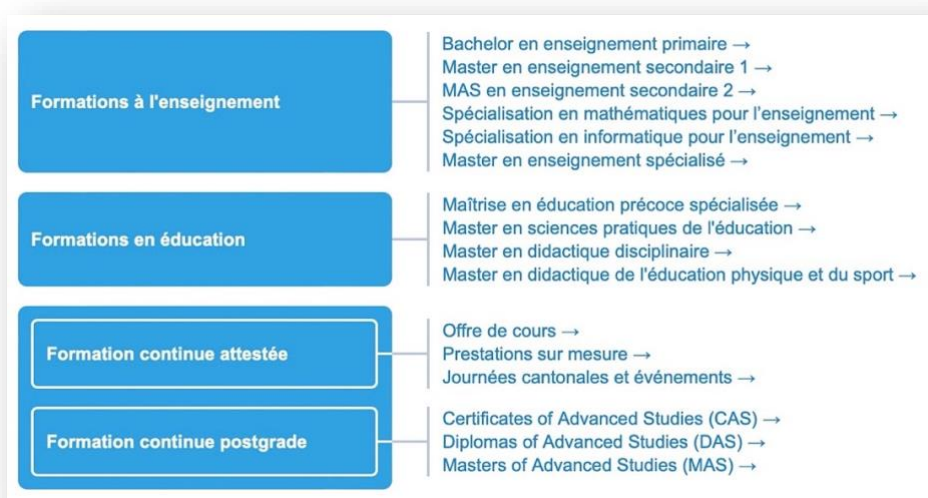 Formations à l'enseignement
Bachelor en enseignement primaire →
Master en enseignement secondaire 1 →
MAS en enseignement secondaire 2 →
Spécialisation en mathématiques pour l'enseignement →
Spécialisation en informatique pour l'enseignement →
Master en enseignement spécialisé →
Formations en éducation
Maîtrise en éducation précoce spécialisée →
Master en sciences pratiques de l'éducation →
Master en didactique disciplinaire →
Master en didactique de l'éducation physique et du sport →
Formation continue attestée
Offre de cours →
Prestations sur mesure →
Journées cantonales et événements →
Formation continue postgrade
Certificates of Advanced Studies (CAS) →
Diplomas of Advanced Studies (DAS) →
Masters of Advanced Studies (MAS) →